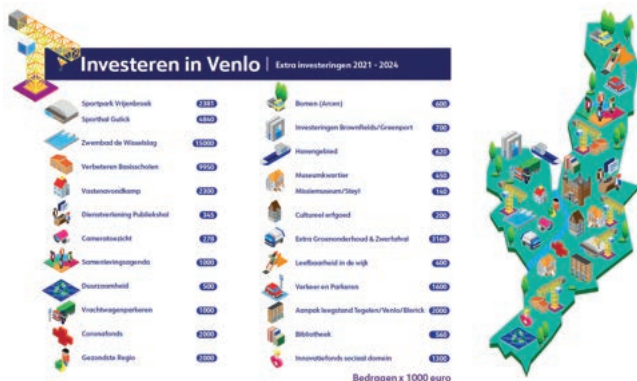 Investeren in Venlo | Extra investeringen 2021 - 2024
Sportpark Vrijenbroek 2381
Sporthal Gulick 4840
Zwembad de Wisselslag 15000
Verbeteren Basisscholen 9950
Vastenavondkamp 2300
Dienstverlening Publiekshal 345
Cameratoezicht 278
Samenleringsagenda 1000
Duurzaamheid 500
Vrachtwagenparkeren 1000
Coronafonds 2000
Gezondste Regio 2000
Bomen (Arcen) 600
Investeringen Brownfields/Greenport 700
Havengebied 620
Museumkwartier 450
Missiemuseum/Steyl 140
Cultureel erfgoed 200
Extra Groenonderhoud & Zwerfafval 3160
Leefbaarheid in de wijk 400
Verkeer en Parkeren 1600
Aanpak leegstand Tegelen/Venlo/Blerick 2000
Bibliotheek 560
Innovatiefonds sociaal domein 1300
Bedragen x 1000 euro